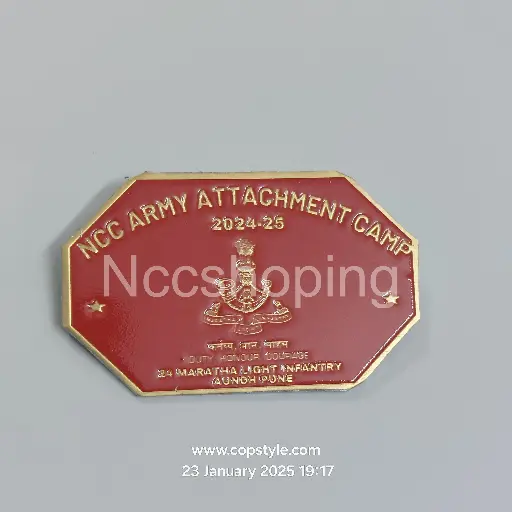 NCC ARMY ATTACHMENT CAMP
2024-25
Nccshoping
कर्तव्य, मान, साहस
DUTY HONOUR COURAGE
24 MARATHA LIGHT INFANTRY
AUNDH PUNE
www.copstyle.com
23 January 2025 19:17